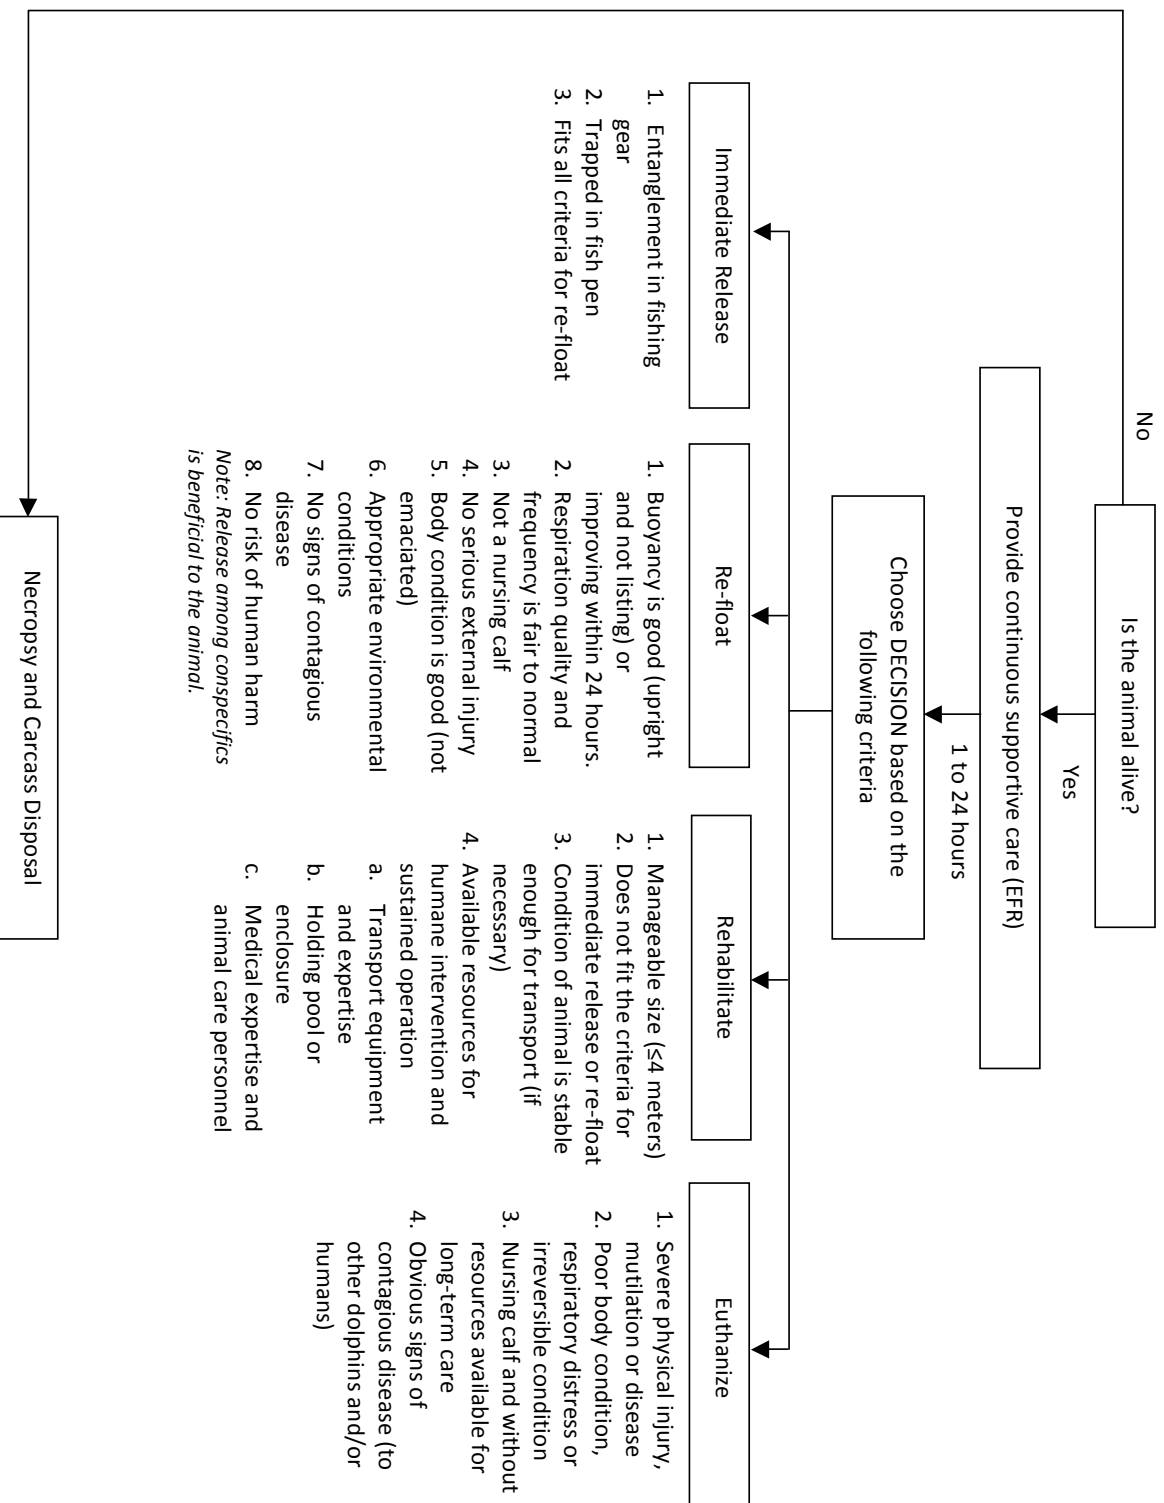 Is the animal alive?
No
Yes
Provide continuous supportive care (EFR)
1 to 24 hours
Choose DECISION based on the
following criteria
Immediate Release
1. Entanglement in fishing
gear
2. Trapped in fish pen
3. Fits all criteria for re-float
Re-float
1. Buoyancy is good (upright
and not listing) or
improving within 24 hours.
2. Respiration quality and
frequency is fair to normal
3. Not a nursing calf
4. No serious external injury
5. Body condition is good (not
emaciated)
6. Appropriate environmental
conditions
7. No signs of contagious
disease
8. No risk of human harm
Note: Release among conspecifics
is beneficial to the animal.
Rehabilitate
1. Manageable size (≤4 meters)
2. Does not fit the criteria for
immediate release or re-float
3. Condition of animal is stable
enough for transport (if
necessary)
4. Available resources for
humane intervention and
sustained operation
a. Transport equipment
and expertise
b. Holding pool or
enclosure
c. Medical expertise and
animal care personnel
Euthanize
1. Severe physical injury,
mutilation or disease
2. Poor body condition,
respiratory distress or
irreversible condition
3. Nursing calf and without
resources available for
long-term care
4. Obvious signs of
contagious disease (to
other dolphins and/or
humans)
Necropsy and Carcass Disposal